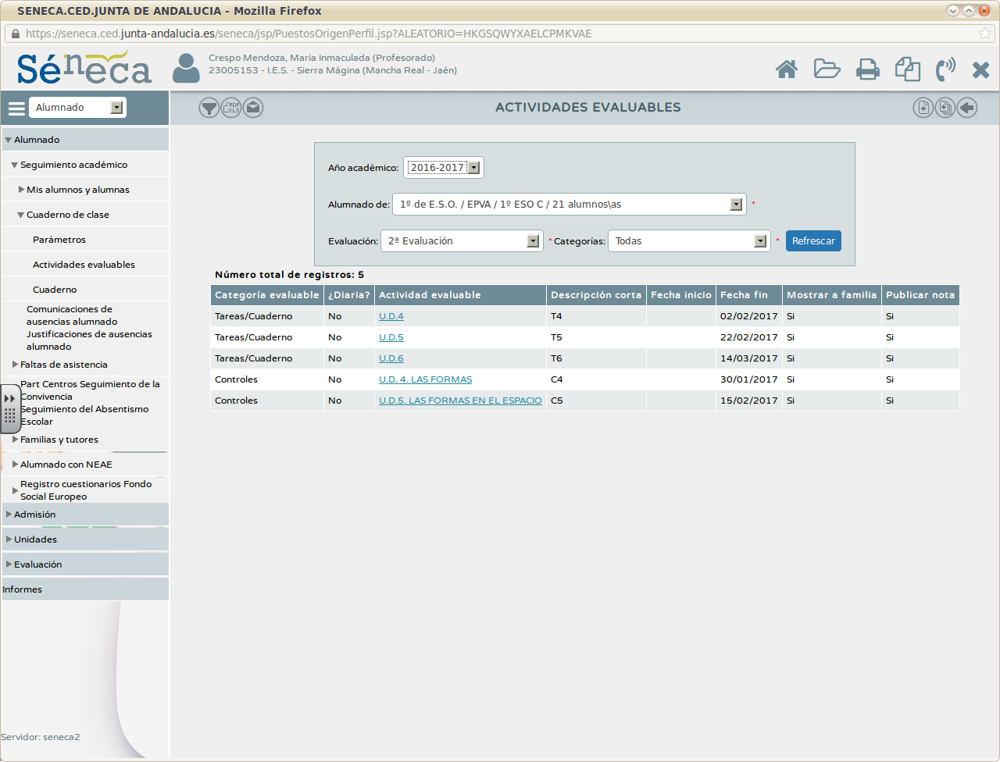 SENECA.CED.JUNTA DE ANDALUCIA - Mozilla Firefox
https://seneca.ced.junta-andalucia.es/seneca/jsp/PuestosOrigenPerfil.jsp?ALEATORIO=HKGSQWYXAELCPMKVAE
Séneca
Crespo Mendoza, María Inmaculada (Profesorado)
23005153 - I.E.S. - Sierra Mágina (Mancha Real - Jaén)
Alumnado
PDF
XLS
ACTIVIDADES EVALUABLES
Alumnado
Seguimiento académico
Mis alumnos y alumnas
Cuaderno de clase
Parámetros
Actividades evaluables
Cuaderno
Comunicaciones de
ausencias alumnado
Justificaciones de ausencias
alumnado
Faltas de asistencia
Part Centros Seguimiento de la
Convivencia
Seguimiento del Absentismo
Escolar
Familias y tutores
Alumnado con NEAE
Registro cuestionarios Fondo
Social Europeo
Admisión
Unidades
Evaluación
Informes
Servidor: seneca2
Año académico: 2016-2017
Alumnado de: 1º de E.S.O. / EPVA / 1º ESO C / 21 alumnos\as *
Evaluación: 2ª Evaluación * Categorías: Todas * Refrescar
Número total de registros: 5
Categoría evaluable ¿Diaria? Actividad evaluable Descripción corta Fecha inicio Fecha fin Mostrar a familia Publicar nota
Tareas/Cuaderno No U.D.4 T4 02/02/2017 Si Si
Tareas/Cuaderno No U.D.5 T5 22/02/2017 Si Si
Tareas/Cuaderno No U.D.6 T6 14/03/2017 Si Si
Controles No U.D. 4. LAS FORMAS C4 30/01/2017 Si Si
Controles No U.D.5. LAS FORMAS EN EL ESPACIO C5 15/02/2017 Si Si